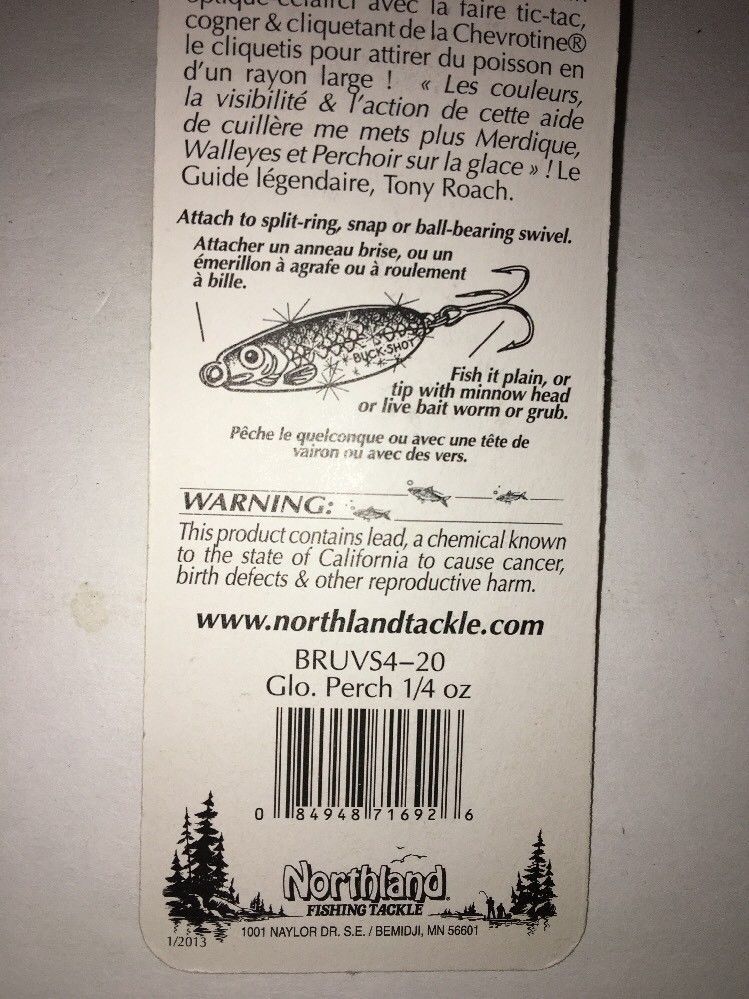 avec la faire tic-tac,
cogner & cliquetant de la Chevrotine®
le cliquetis pour attirer du poisson en
d'un rayon large ! « Les couleurs,
la visibilité & l'action de cette aide
de cuillère me mets plus Merdique,
Walleyes et Perchoir sur la glace » ! Le
Guide légendaire, Tony Roach.
Attach to split-ring, snap or ball-bearing swivel.
Attacher un anneau brise, ou un
émerillon à agrafe ou à roulement
à bille.
BUCK-SHOT
Fish it plain, or
tip with minnow head
or live bait worm or grub.
Pêche le quelconque ou avec une tête de
vairon ou avec des vers.
WARNING:
This product contains lead, a chemical known
to the state of California to cause cancer,
birth defects & other reproductive harm.
www.northlandtackle.com
BRUVS4-20
Glo. Perch 1/4 oz
0 84948 71692 6
Northland
FISHING TACKLE
1/2013
1001 NAYLOR DR. S.E. / BEMIDJI, MN 56601